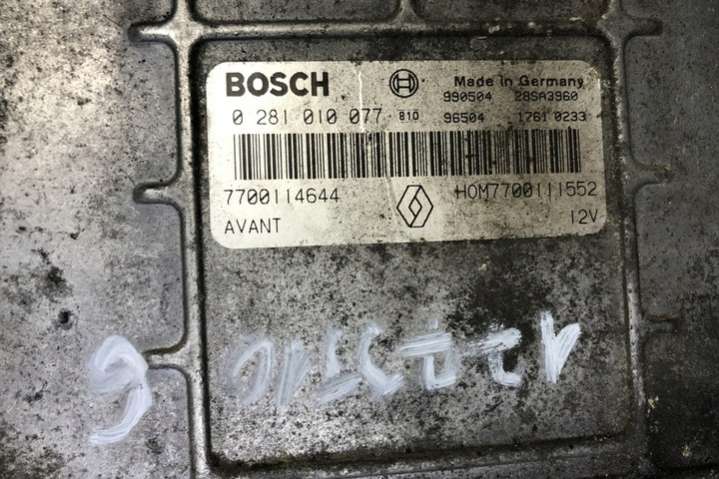 BOSCH
Made in Germany
990504 28SA3960
0 281 010 077 810 96504 1761 0233
7700114644 HOM7700111552
AVANT 12V